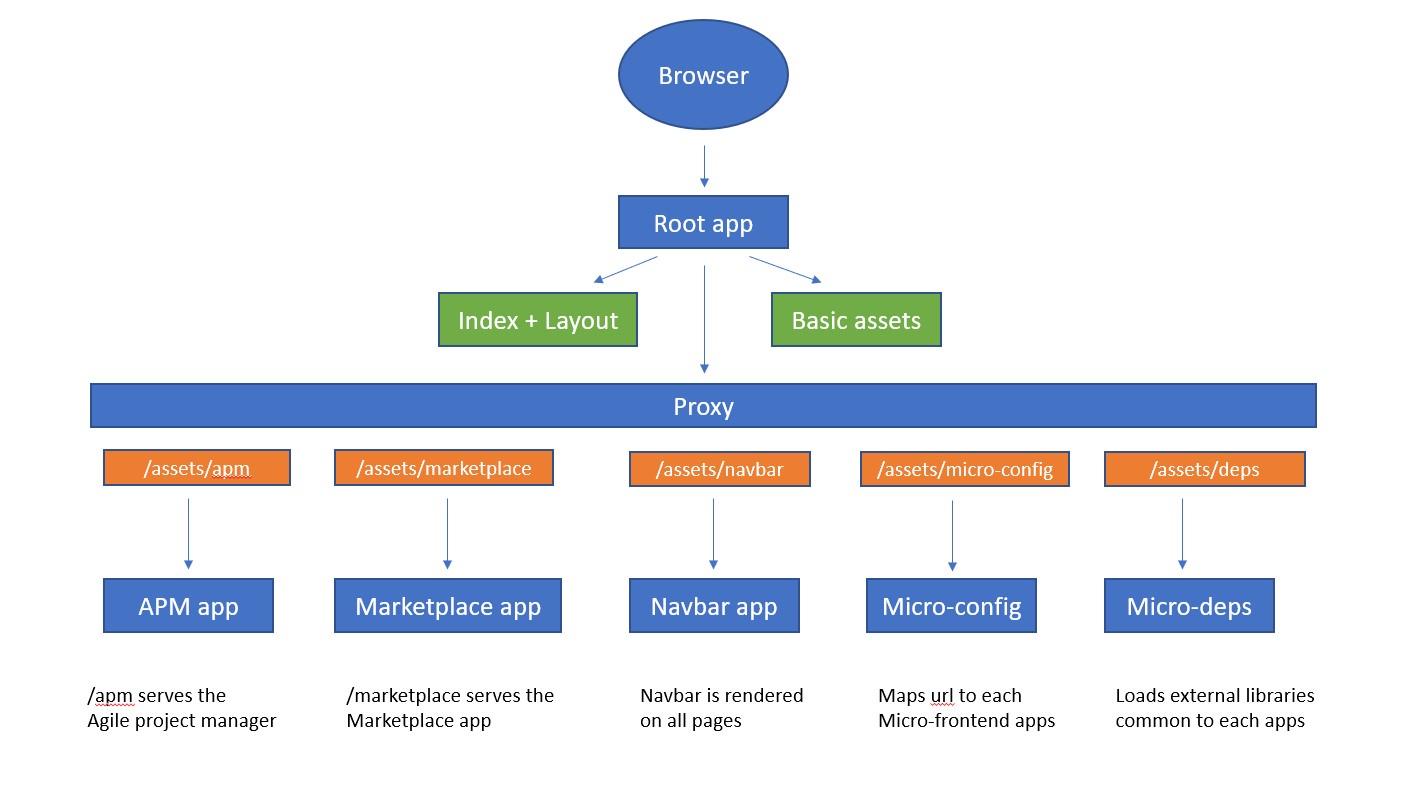 Browser
Root app
Index + Layout
Basic assets
Proxy
/assets/apm
/assets/marketplace
/assets/navbar
/assets/micro-config
/assets/deps
APM app
Marketplace app
Navbar app
Micro-config
Micro-deps
/apm serves the
Agile project manager
/marketplace serves the
Marketplace app
Navbar is rendered
on all pages
Maps url to each
Micro-frontend apps
Loads external libraries
common to each apps